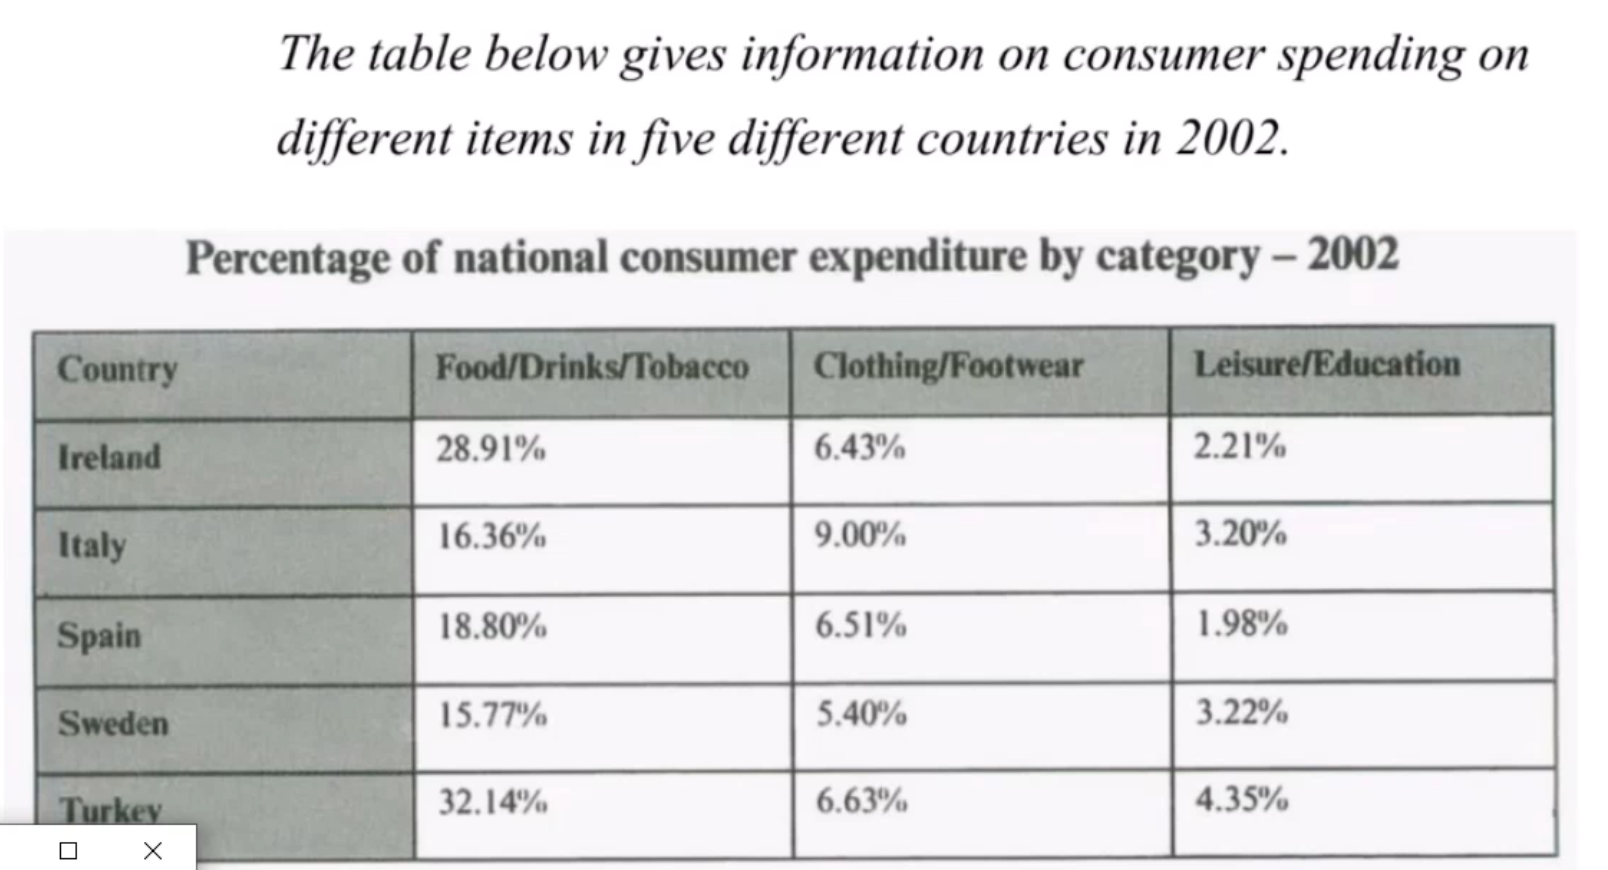 The table below gives information on consumer spending on
different items in five different countries in 2002.
Percentage of national consumer expenditure by category – 2002
Country Food/Drinks/Tobacco Clothing/Footwear Leisure/Education
Ireland 28.91% 6.43% 2.21%
Italy 16.36% 9.00% 3.20%
Spain 18.80% 6.51% 1.98%
Sweden 15.77% 5.40% 3.22%
Turkey 32.14% 6.63% 4.35%